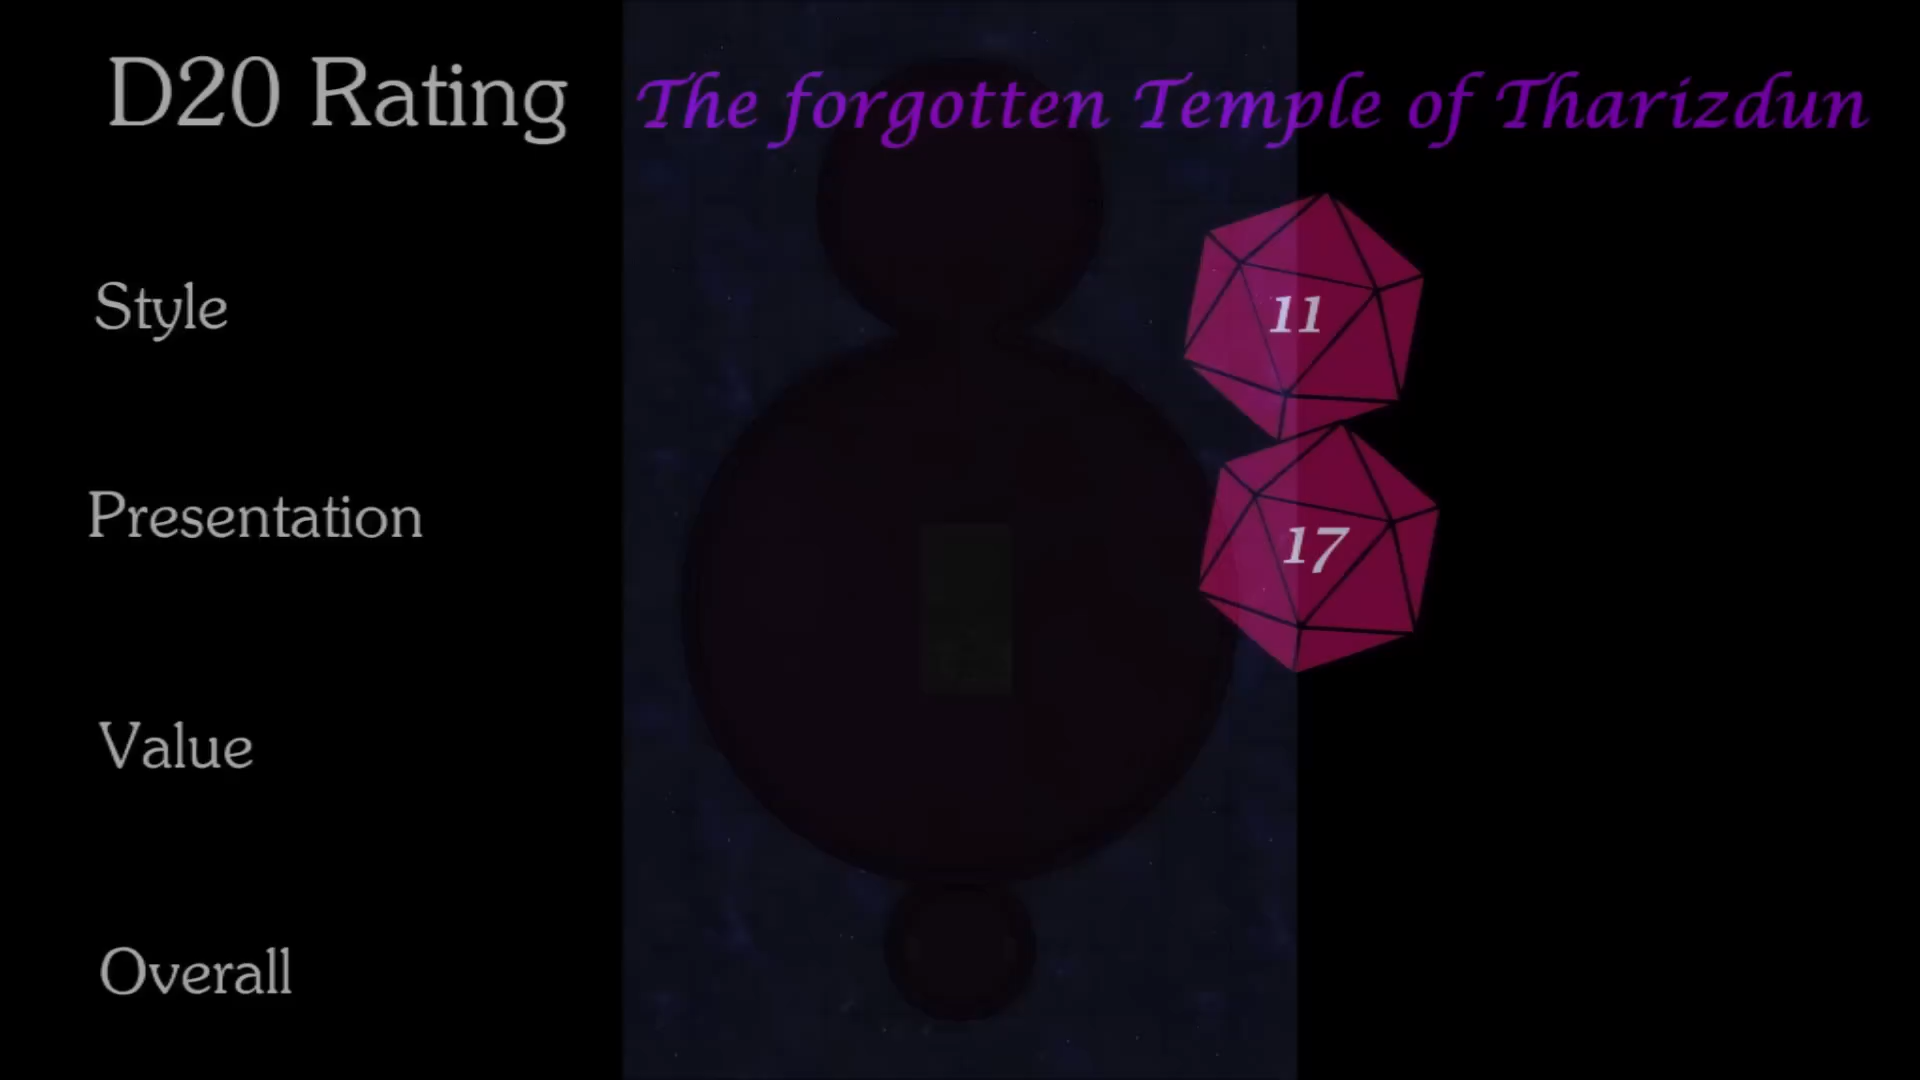 D20 Rating The forgotten Temple of Tharizdun
Style 11
Presentation 17
Value
Overall